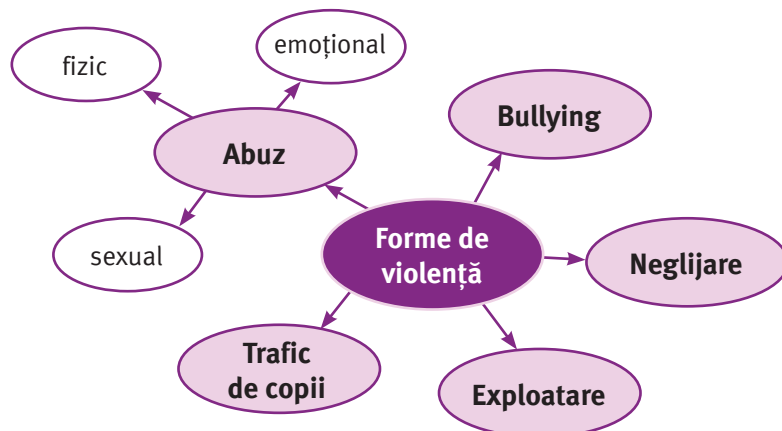 emoțional
fizic
Bullying
Abuz
Forme de
violență
sexual
Neglijare
Trafic
de copii
Exploatare